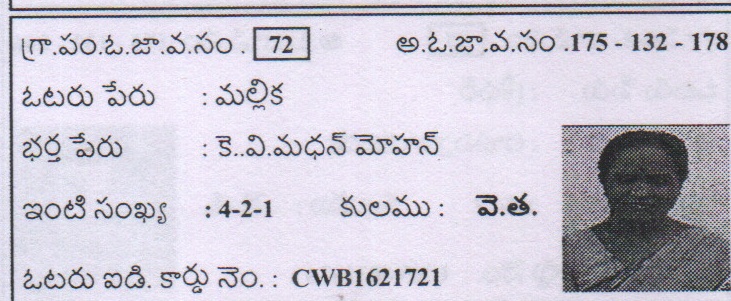 గ్రా.పం.ఓ.జా.వ.సం . 72 అ.ఓ.జా.వ.సం .175 - 132 - 178
ఓటరు పేరు : మల్లిక
భర్త పేరు : కె..వి.మధన్ మోహన్
ఇంటి సంఖ్య : 4-2-1 కులము : వె.త.
ఓటరు ఐడి. కార్డు నెం. : CWB1621721